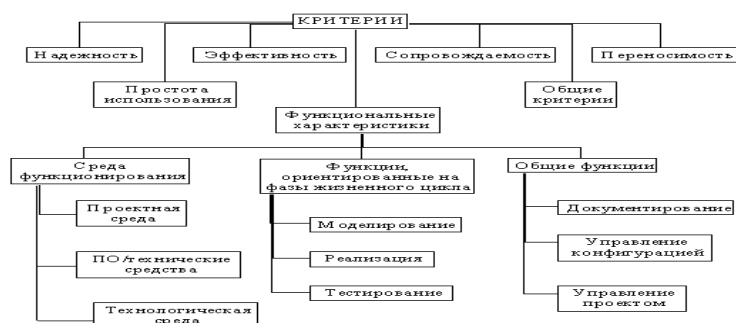 КРИТЕРИИ
Надежность
Эффективность
Сопровождаемость
Переносимость
Простота
использования
Общие
критерии
Функциональные
характеристики
Среда
функционирования
Функции,
ориентированные на
фазы жизненного цикла
Общие функции
Проектная
среда
ПО/технические
средства
Технологическая
среда
Моделирование
Реализация
Тестирование
Документирование
Управление
конфигурацией
Управление
проектом